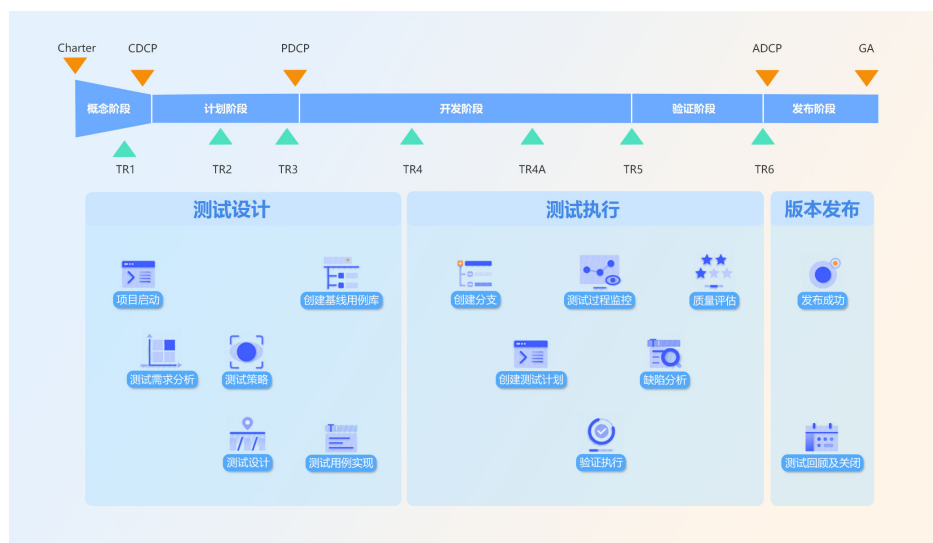 Charter
CDCP
PDCP
ADCP
GA
概念阶段
计划阶段
开发阶段
验证阶段
发布阶段
TR1
TR2
TR3
TR4
TR4A
TR5
TR6
测试设计
测试执行
版本发布
项目启动
创建基线用例库
创建分支
测试过程监控
质量评估
发布成功
测试需求分析
测试策略
创建测试计划
缺陷分析
测试设计
测试用例实现
验证执行
测试回顾及关闭